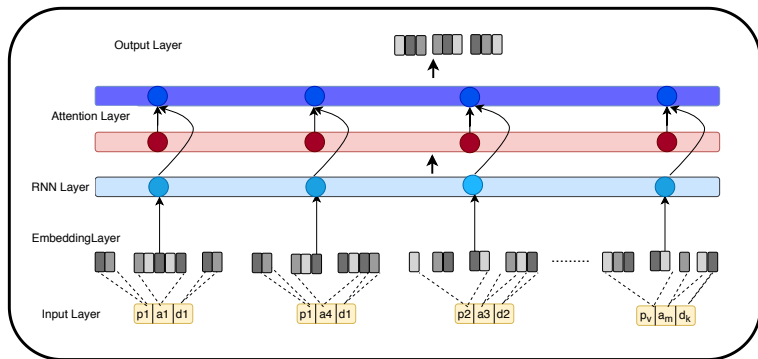 Output Layer
Attention Layer
RNN Layer
EmbeddingLayer
Input Layer
p1 a1 d1
p1 a4 d1
p2 a3 d2
pv am dk